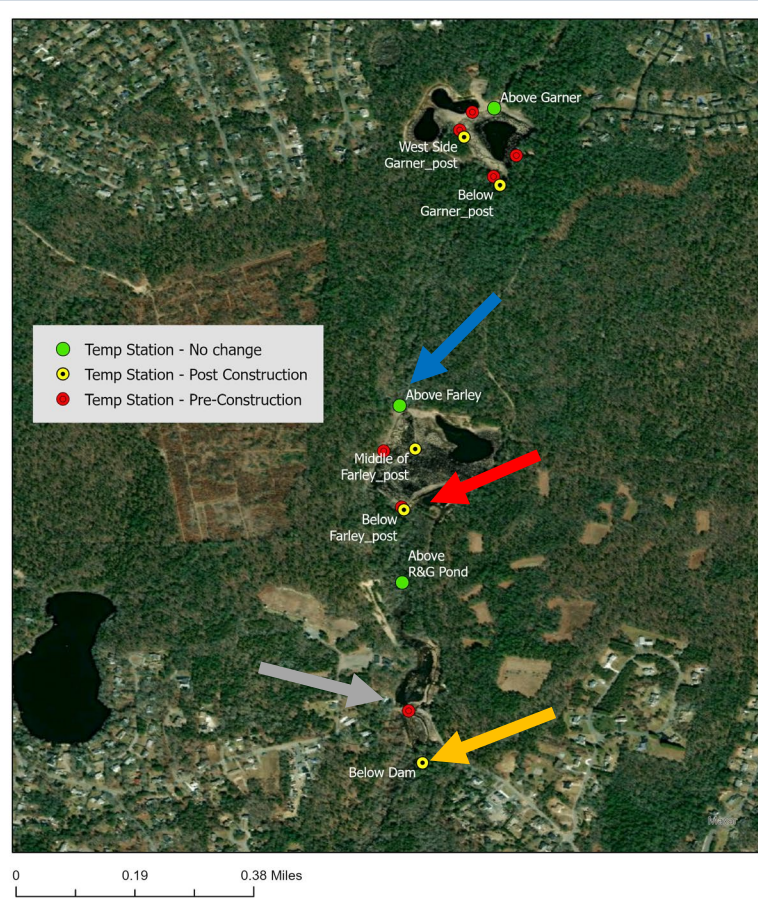 Above Garner
West Side
Garner_post
Below
Garner_post
Temp Station - No change
Temp Station - Post Construction
Temp Station - Pre-Construction
Above Farley
Middle of
Farley_post
Below
Farley_post
Above
R&G Pond
Below Dam
0 0.19 0.38 Miles